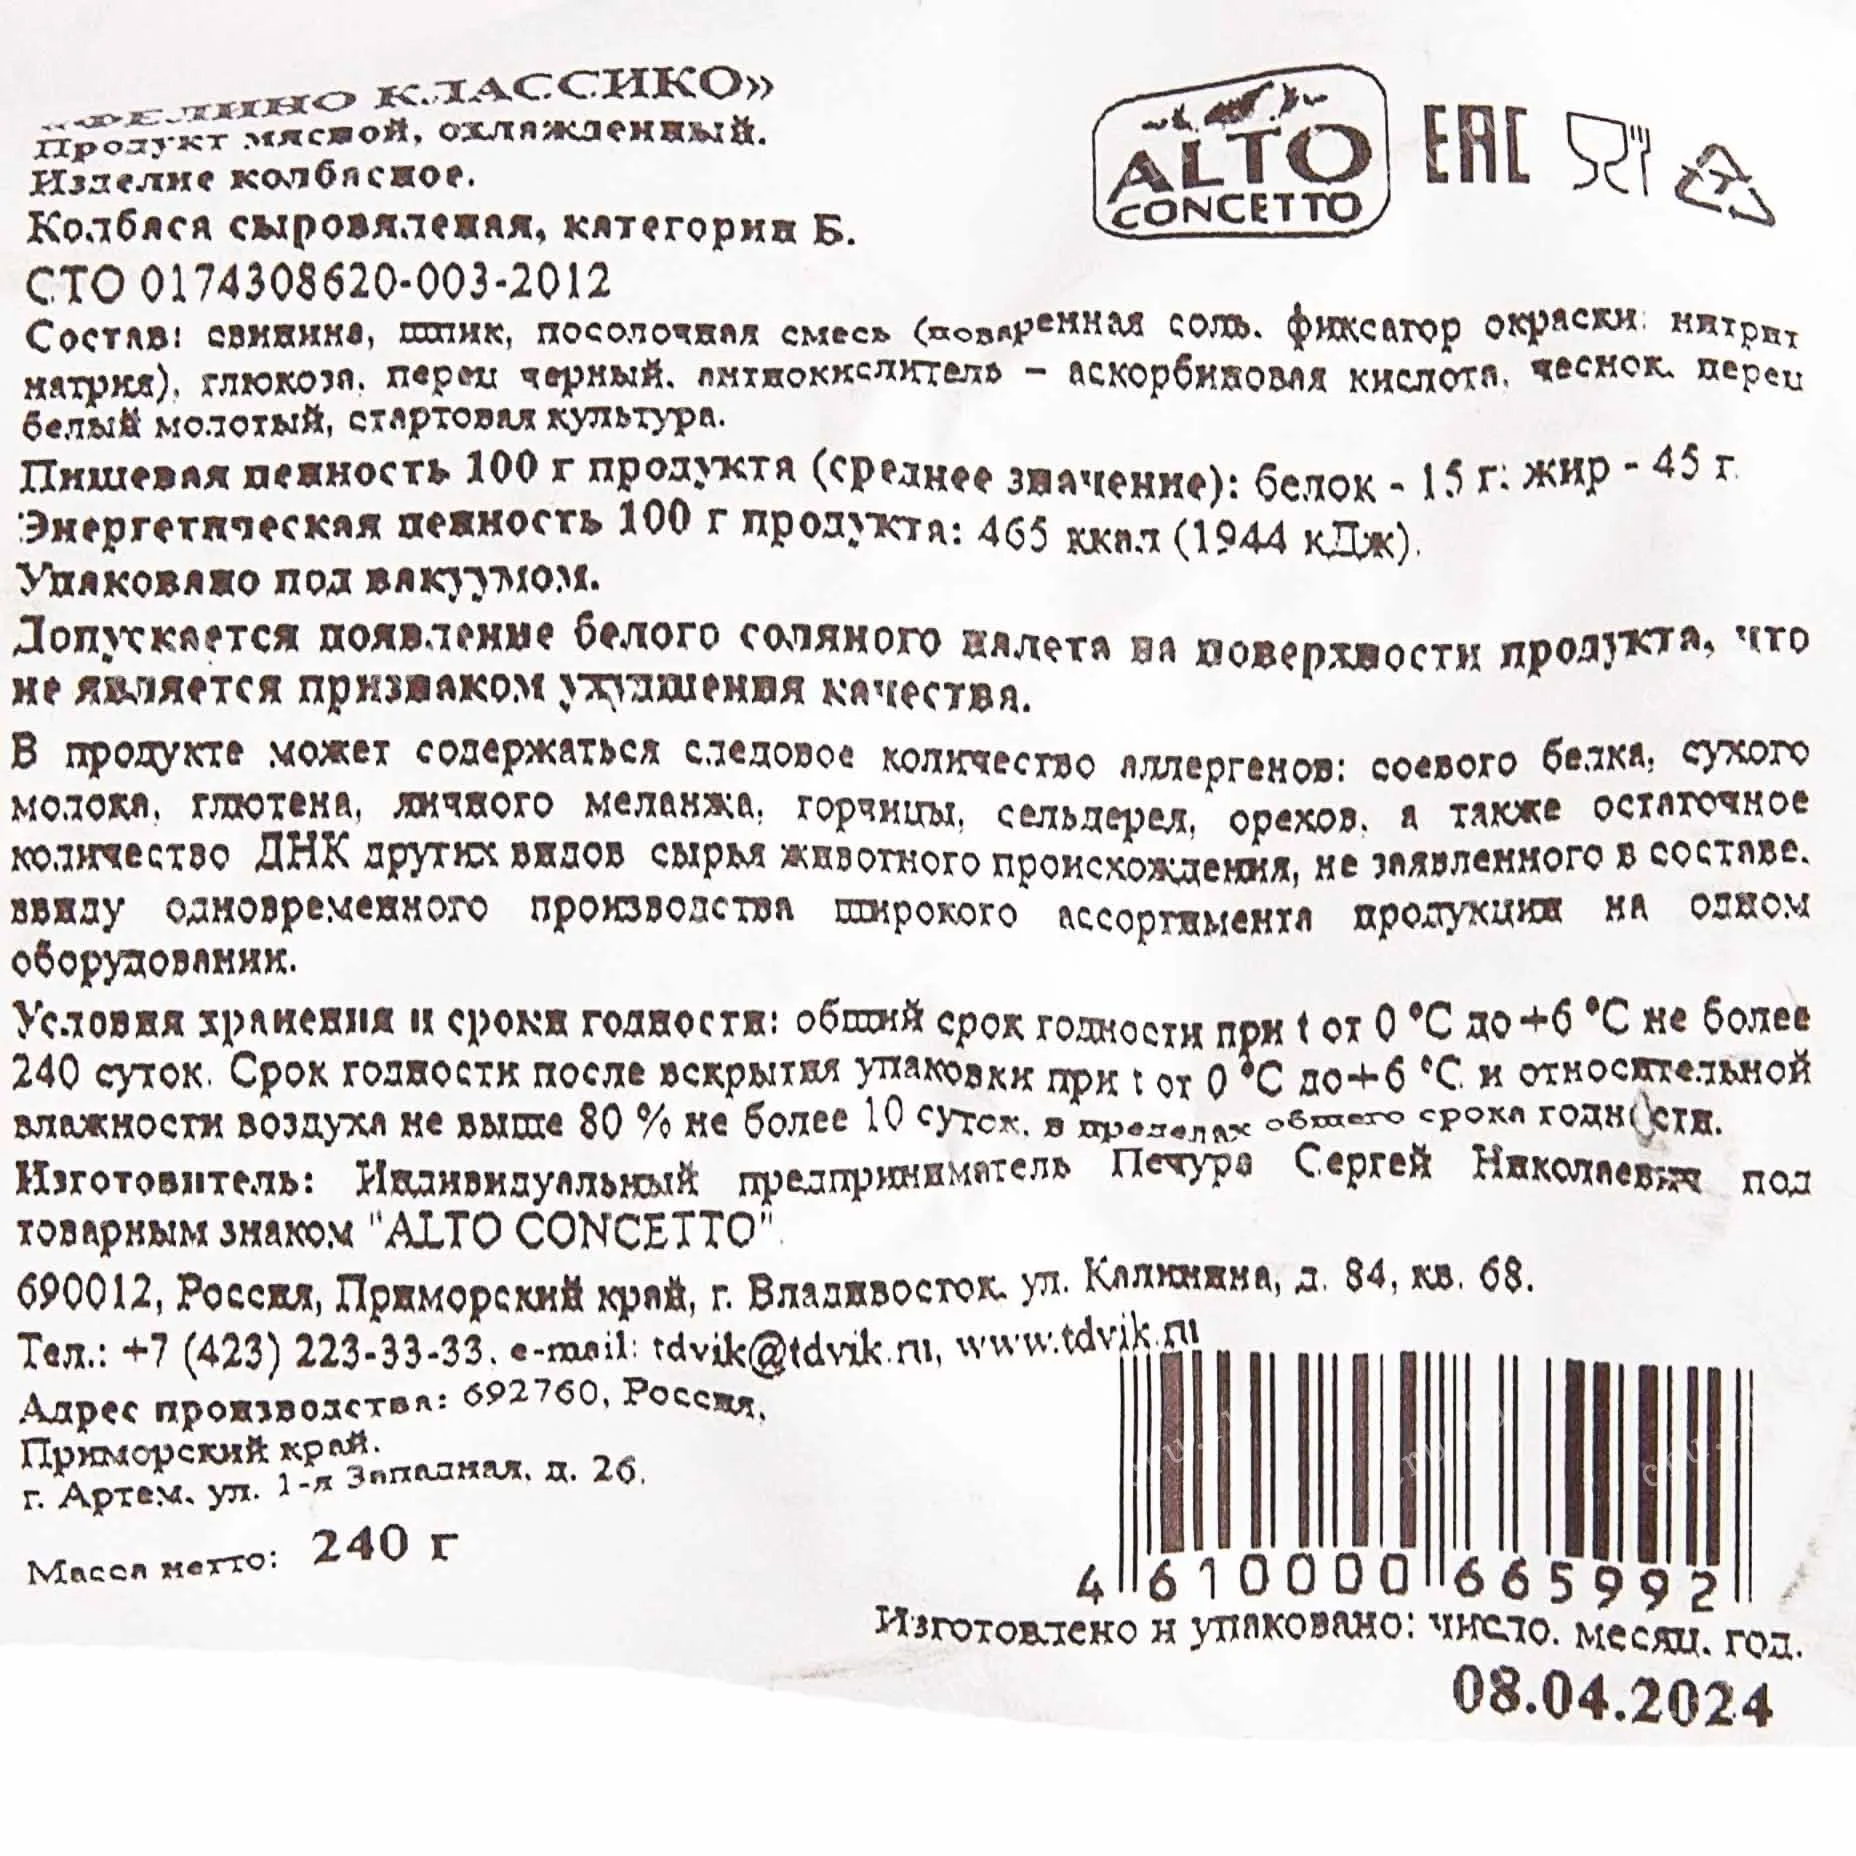 «ФЕЛИНО КЛАССИКО»
Продукт мясной, охлажденный.
Изделие колбасное.
Колбаса сыровяленая, категории Б.
СТО 0174308620-003-2012
ALTO
CONCETTO
EAC
Состав: свинина, шпик, посолочная смесь (поваренная соль, фиксатор окраски: нитрит
натрия), глюкоза, перец черный, антиокислитель – аскорбиновая кислота, чеснок, перец
белый молотый, стартовая культура.
Пищевая ценность 100 г продукта (среднее значение): белок - 15 г; жир - 45 г.
Энергетическая ценность 100 г продукта: 465 ккал (1944 кДж).
Упаковано под вакуумом.
Допускается появление белого соляного налета на поверхности продукта, что
не является признаком ухудшения качества.
В продукте может содержаться следовое количество аллергенов: соевого белка, сухого
молока, глютена, яичного меланжа, горчицы, сельдерея, орехов, а также остаточное
количество ДНК других видов сырья животного происхождения, не заявленного в составе,
ввиду одновременного производства широкого ассортимента продукции на одном
оборудовании.
Условия хранения и сроки годности: общий срок годности при t от 0 °С до +6 °С не более
240 суток. Срок годности после вскрытия упаковки при t от 0 °С до+6 °С и относительной
влажности воздуха не выше 80 % не более 10 суток, в пределах общего срока годности.
Изготовитель: Индивидуальный предприниматель Печура Сергей Николаевич под
товарным знаком "ALTO CONCETTO".
690012, Россия, Приморский край, г. Владивосток, ул. Калинина, д. 84, кв. 68.
Тел.: +7 (423) 223-33-33, e-mail: tdvik@tdvik.ru, www.tdvik.ru
Адрес производства: 692760, Россия,
Приморский край,
г. Артем, ул. 1-я Западная, д. 26.
Масса нетто: 240 г
4 610000 665992
Изготовлено и упаковано: число, месяц, год.
08.04.2024